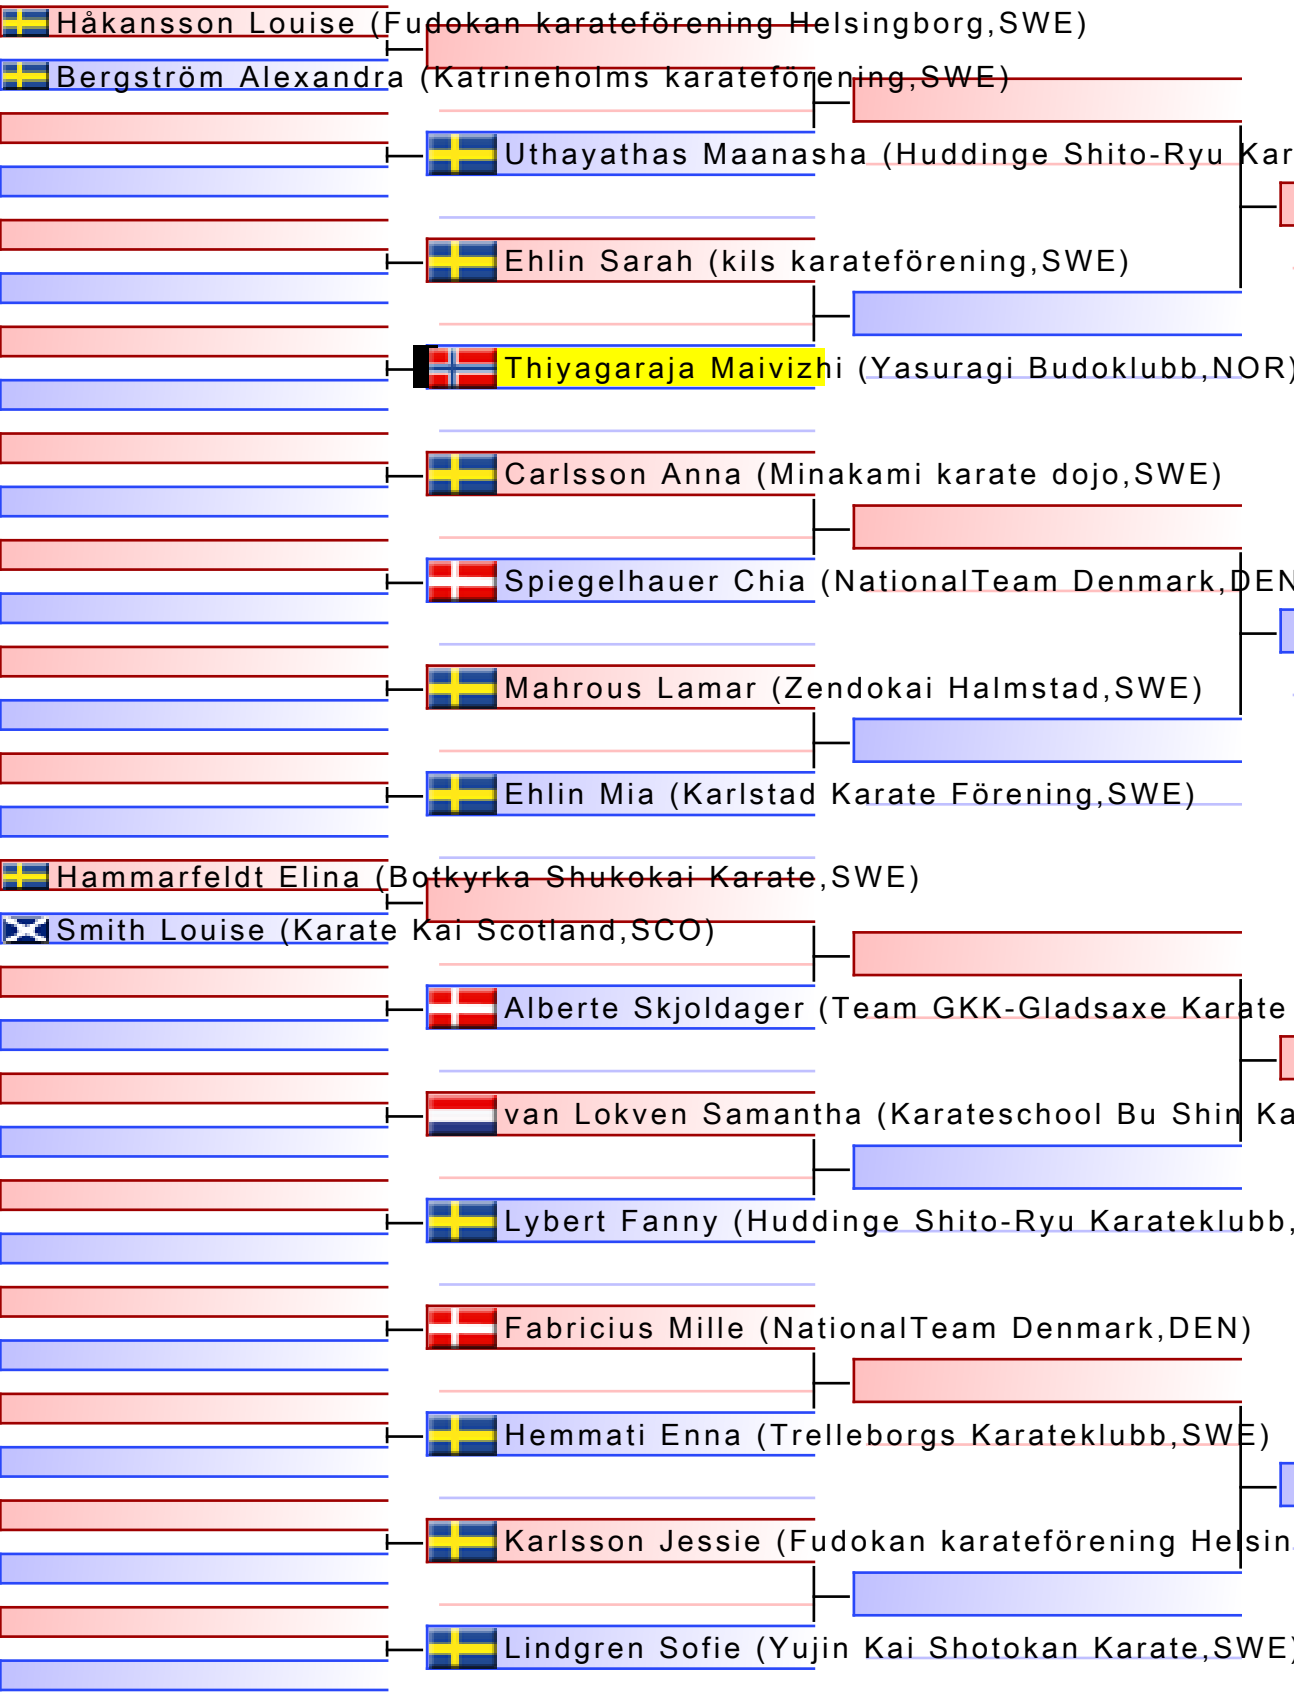 Håkansson Louise (Fudokan karateförening Helsingborg,SWE)
Bergström Alexandra (Katrineholms karateförening,SWE)
Uthayathas Maanasha (Huddinge Shito-Ryu Kar
Ehlin Sarah (kils karateförening,SWE)
Thiyagaraja Maivizhi (Yasuragi Budoklubb,NOR)
Carlsson Anna (Minakami karate dojo,SWE)
Spiegelhauer Chia (NationalTeam Denmark,DEN
Mahrous Lamar (Zendokai Halmstad,SWE)
Ehlin Mia (Karlstad Karate Förening,SWE)
Hammarfeldt Elina (Botkyrka Shukokai Karate,SWE)
Smith Louise (Karate Kai Scotland,SCO)
Alberte Skjoldager (Team GKK-Gladsaxe Karate
van Lokven Samantha (Karateschool Bu Shin Ka
Lybert Fanny (Huddinge Shito-Ryu Karateklubb,
Fabricius Mille (NationalTeam Denmark,DEN)
Hemmati Enna (Trelleborgs Karateklubb,SWE)
Karlsson Jessie (Fudokan karateförening Helsin
Lindgren Sofie (Yujin Kai Shotokan Karate,SWE)